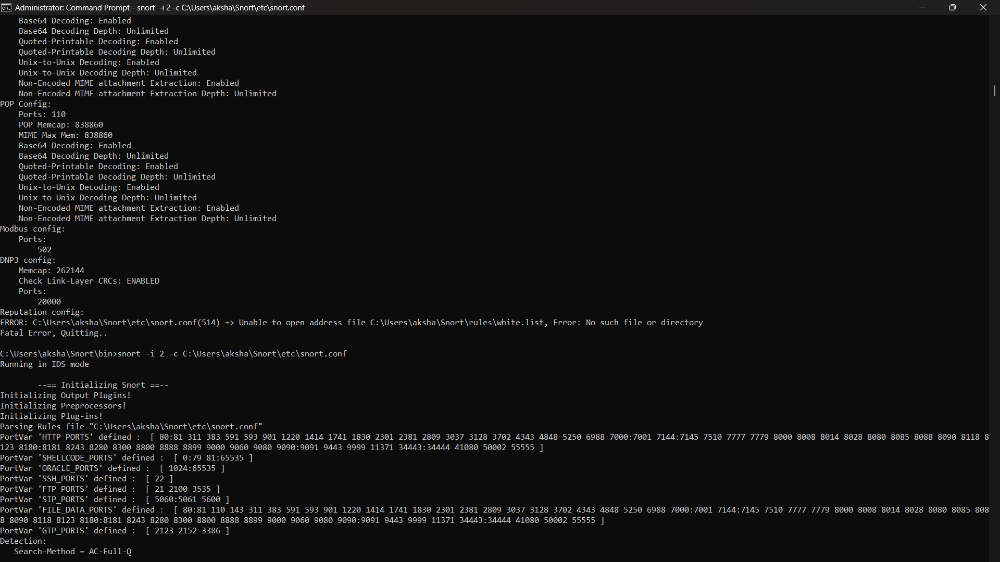 Administrator: Command Prompt - snort  -i 2 -c C:\Users\aksha\Snort\etc\snort.conf
Base64 Decoding: Enabled
Base64 Decoding Depth: Unlimited
Quoted-Printable Decoding: Enabled
Quoted-Printable Decoding Depth: Unlimited
Unix-to-Unix Decoding: Enabled
Unix-to-Unix Decoding Depth: Unlimited
Non-Encoded MIME attachment Extraction: Enabled
Non-Encoded MIME attachment Extraction Depth: Unlimited
POP Config:
Ports: 110
POP Memcap: 838860
MIME Max Mem: 838860
Base64 Decoding: Enabled
Base64 Decoding Depth: Unlimited
Quoted-Printable Decoding: Enabled
Quoted-Printable Decoding Depth: Unlimited
Unix-to-Unix Decoding: Enabled
Unix-to-Unix Decoding Depth: Unlimited
Non-Encoded MIME attachment Extraction: Enabled
Non-Encoded MIME attachment Extraction Depth: Unlimited
Modbus config:
Ports:
502
DNP3 config:
Memcap: 262144
Check Link-Layer CRCs: ENABLED
Ports:
20000
Reputation config:
ERROR: C:\Users\aksha\Snort\etc\snort.conf(514) => Unable to open address file C:\Users\aksha\Snort\rules\white.list, Error: No such file or directory
Fatal Error, Quitting..
C:\Users\aksha\Snort\bin>snort -i 2 -c C:\Users\aksha\Snort\etc\snort.conf
Running in IDS mode
--== Initializing Snort ==--
Initializing Output Plugins!
Initializing Preprocessors!
Initializing Plug-ins!
Parsing Rules file "C:\Users\aksha\Snort\etc\snort.conf"
PortVar 'HTTP_PORTS' defined :  [ 80:81 311 383 591 593 901 1220 1414 1741 1830 2301 2381 2809 3037 3128 3702 4343 4848 5250 6988 7000:7001 7144:7145 7510 7777 7779 8000 8008 8014 8028 8080 8085 8088 8090 8118 8
123 8180:8181 8243 8280 8300 8800 8888 8899 9000 9060 9080 9090:9091 9443 9999 11371 34443:34444 41080 50002 55555 ]
PortVar 'SHELLCODE_PORTS' defined :  [ 0:79 81:65535 ]
PortVar 'ORACLE_PORTS' defined :  [ 1024:65535 ]
PortVar 'SSH_PORTS' defined :  [ 22 ]
PortVar 'FTP_PORTS' defined :  [ 21 2100 3535 ]
PortVar 'SIP_PORTS' defined :  [ 5060:5061 5600 ]
PortVar 'FILE_DATA_PORTS' defined :  [ 80:81 110 143 311 383 591 593 901 1220 1414 1741 1830 2301 2381 2809 3037 3128 3702 4343 4848 5250 6988 7000:7001 7144:7145 7510 7777 7779 8000 8008 8014 8028 8080 8085 808
8 8090 8118 8123 8180:8181 8243 8280 8300 8800 8888 8899 9000 9060 9080 9090:9091 9443 9999 11371 34443:34444 41080 50002 55555 ]
PortVar 'GTP_PORTS' defined :  [ 2123 2152 3386 ]
Detection:
Search-Method = AC-Full-Q